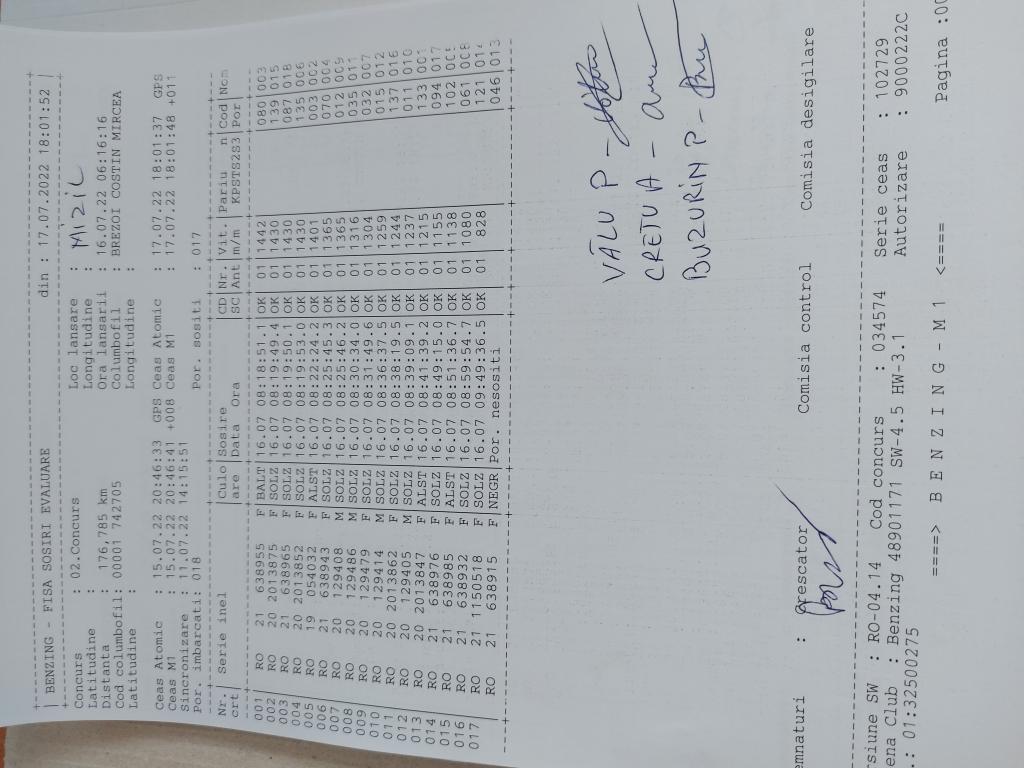 BENZING - FISA SOSIRI EVALUARE din : 17.07.2022 18:01:52
Concurs : 02.Concurs Loc lansare : MIZIL
Latitudine : Longitudine :
Distanta : 176,785 km Ora lansarii : 16.07.22 06:16:16
Cod columbofil: 00001 742705 Columbofil : BREZOI COSTIN MIRCEA
Latitudine : Longitudine :
Ceas Atomic : 15.07.22 20:46:33 GPS Ceas Atomic : 17.07.22 18:01:37 GPS
Ceas M1 : 15.07.22 20:46:41 +008 Ceas M1 : 17.07.22 18:01:48 +011
Sincronizare : 11.07.22 14:15:51
Por. imbarcati: 018 Por. sositi : 017
Nr. Serie inel Culo Sosire CD Nr. Vit. Pariu n Cod Nom
crt are Data Ora SC Ant m/m KPSTS2S3 Por
001 RO 21 638955 F BALT 16.07 08:18:51.1 OK 01 1442 080 003
002 RO 20 2013875 F SOLZ 16.07 08:19:49.4 OK 01 1430 139 015
003 RO 21 638965 F SOLZ 16.07 08:19:50.1 OK 01 1430 087 018
004 RO 20 2013852 F SOLZ 16.07 08:19:53.0 OK 01 1430 135 006
005 RO 19 054032 F ALST 16.07 08:22:24.2 OK 01 1401 003 002
006 RO 21 638943 F SOLZ 16.07 08:25:45.3 OK 01 1365 070 004
007 RO 20 129408 M SOLZ 16.07 08:25:46.2 OK 01 1365 012 009
008 RO 20 129486 M SOLZ 16.07 08:30:34.0 OK 01 1316 035 011
009 RO 20 129479 F SOLZ 16.07 08:31:49.6 OK 01 1304 032 007
010 RO 20 129414 M SOLZ 16.07 08:36:37.5 OK 01 1259 015 012
011 RO 20 2013862 F SOLZ 16.07 08:38:19.5 OK 01 1244 137 016
012 RO 20 129405 M SOLZ 16.07 08:39:09.1 OK 01 1237 011 010
013 RO 20 2013847 F ALST 16.07 08:41:39.2 OK 01 1215 133 001
014 RO 21 638976 F SOLZ 16.07 08:49:15.0 OK 01 1155 094 017
015 RO 21 638985 F ALST 16.07 08:51:36.7 OK 01 1138 102 005
016 RO 21 638932 F SOLZ 16.07 08:59:54.7 OK 01 1080 061 008
017 RO 21 1150518 F SOLZ 16.07 09:49:36.5 OK 01 828 121 014
RO 21 638915 F NEGR Por. nesositi 046 013
VĂLU P -
CRETU A -
BUZURIN P. -
emnaturi : Crescator Comisia control Comisia desigilare
rsiune SW : RO-04.14 Cod concurs : 034574 Serie ceas : 102729
ena Club : Benzing 48901171 SW-4.5 HW-3.1 Autorizare : 9000222C
.: 01:32500275
====> B E N Z I N G - M 1 <==== Pagina :00